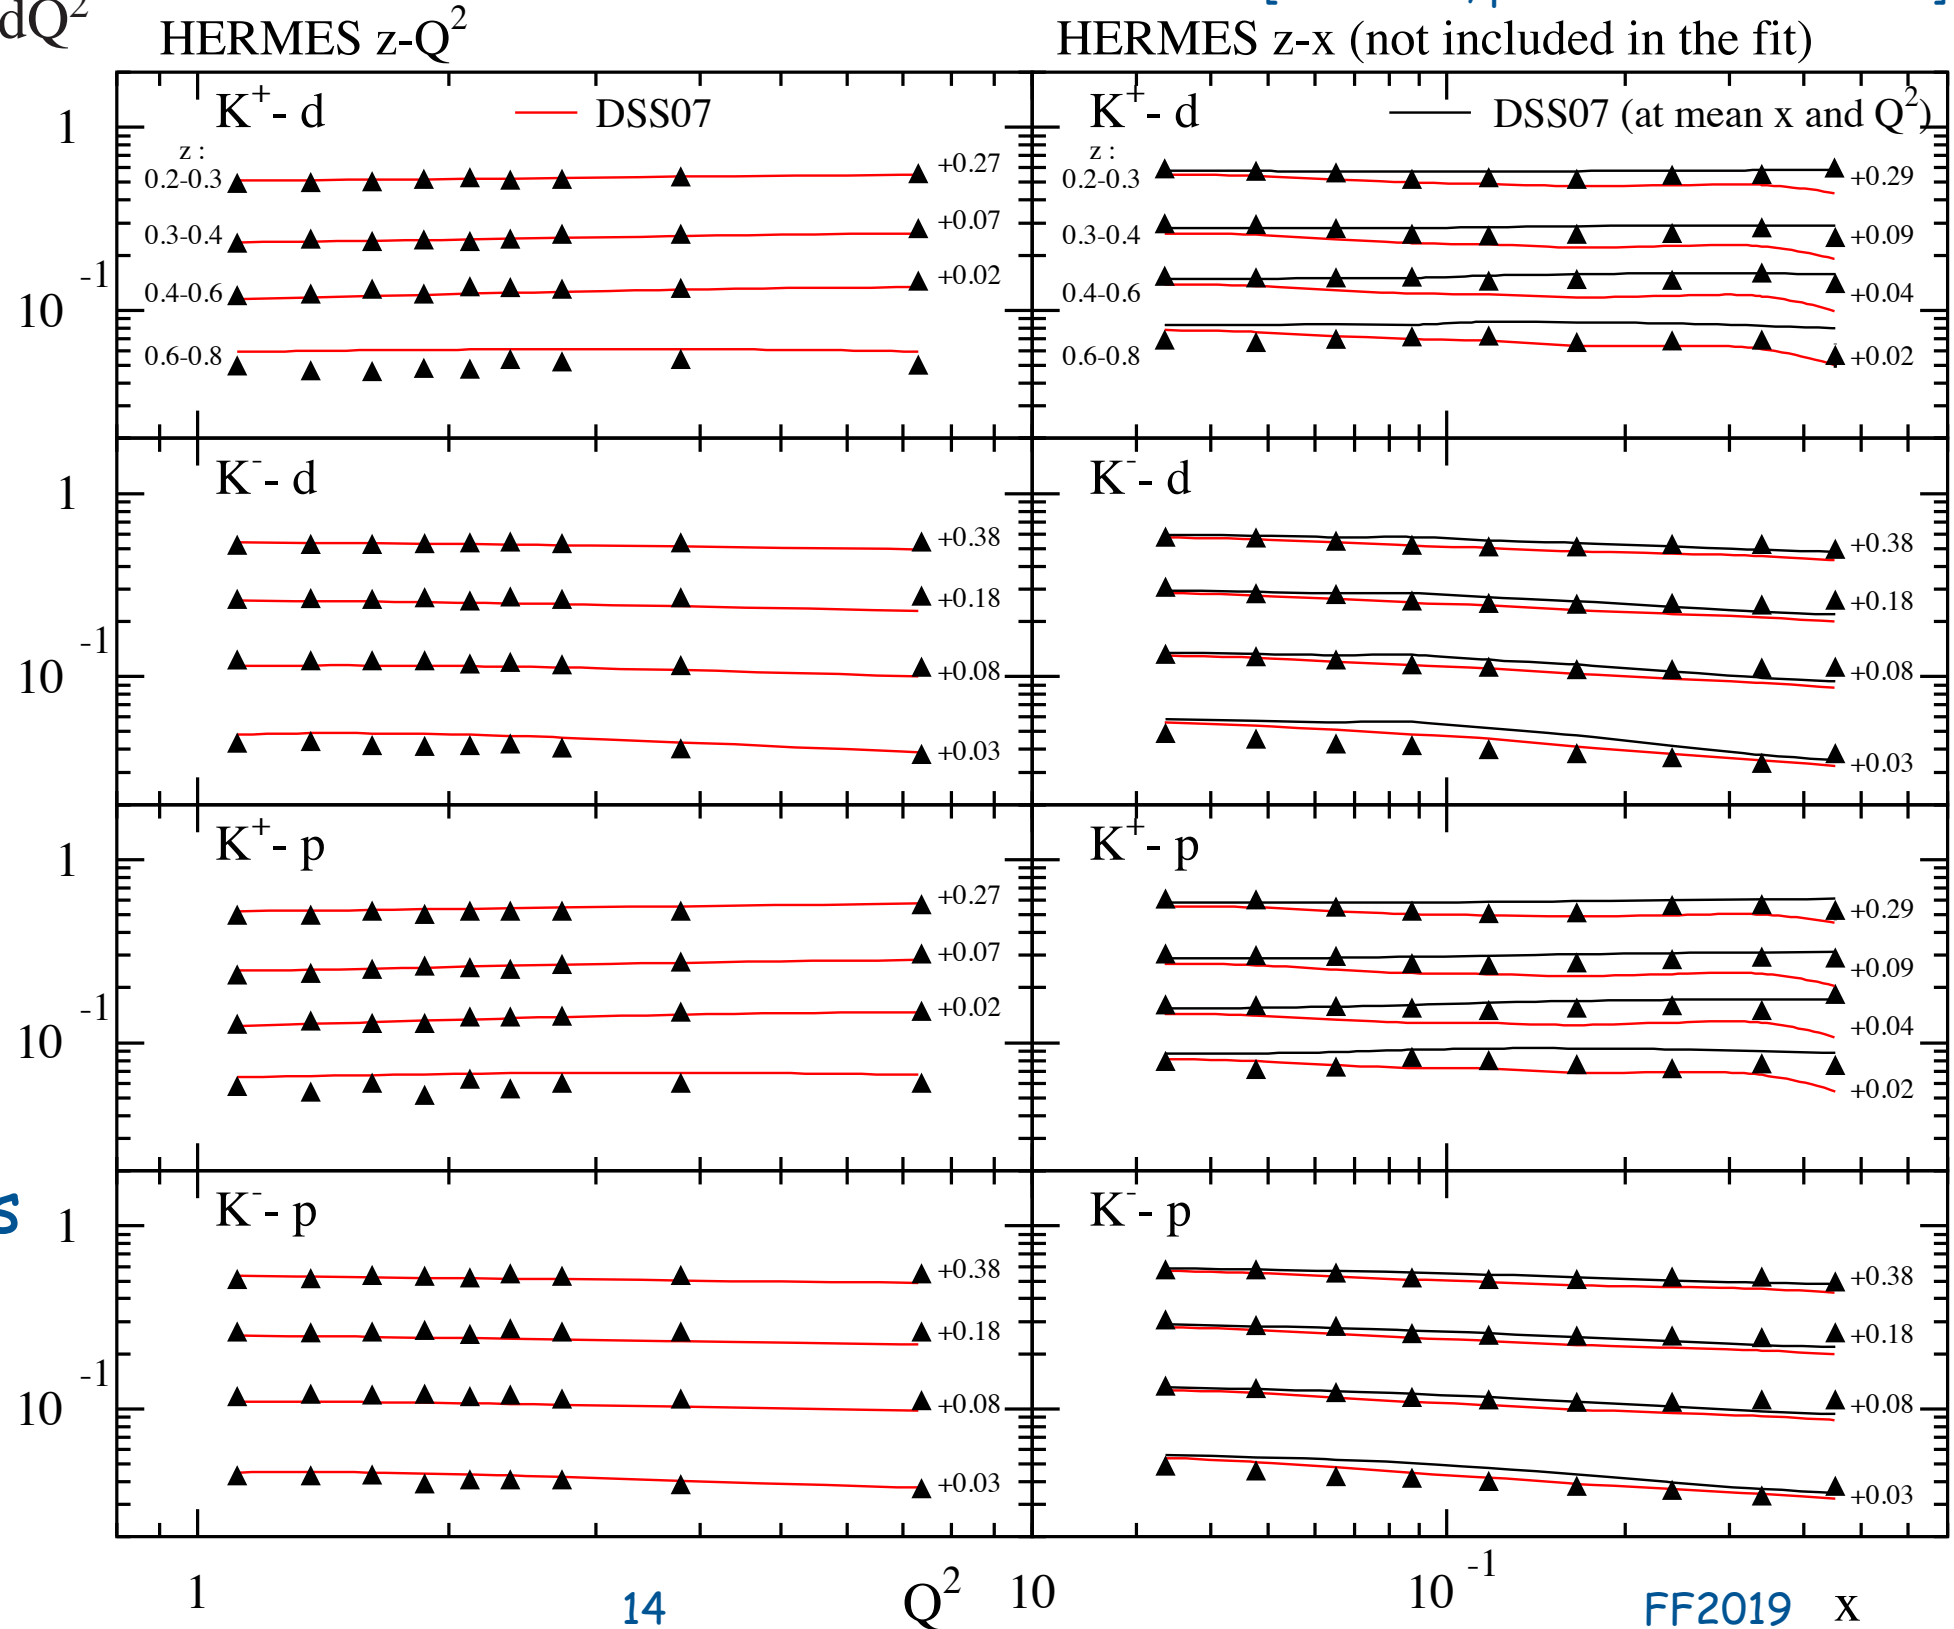 dQ²
HERMES z-Q²
HERMES z-x (not included in the fit)
K⁺- d
DSS07
z :
0.2-0.3
0.3-0.4
0.4-0.6
0.6-0.8
+0.27
+0.07
+0.02
1
10⁻¹
K⁺- d
DSS07 (at mean x and Q²)
z :
0.2-0.3
0.3-0.4
0.4-0.6
0.6-0.8
+0.29
+0.09
+0.04
+0.02
K⁻- d
1
10⁻¹
+0.38
+0.18
+0.08
+0.03
K⁻- d
+0.38
+0.18
+0.08
+0.03
K⁺- p
1
10⁻¹
+0.27
+0.07
+0.02
K⁺- p
+0.29
+0.09
+0.04
+0.02
s
K⁻- p
1
10⁻¹
+0.38
+0.18
+0.08
+0.03
K⁻- p
+0.38
+0.18
+0.08
+0.03
1
Q²
10
10⁻¹
x
14
FF2019